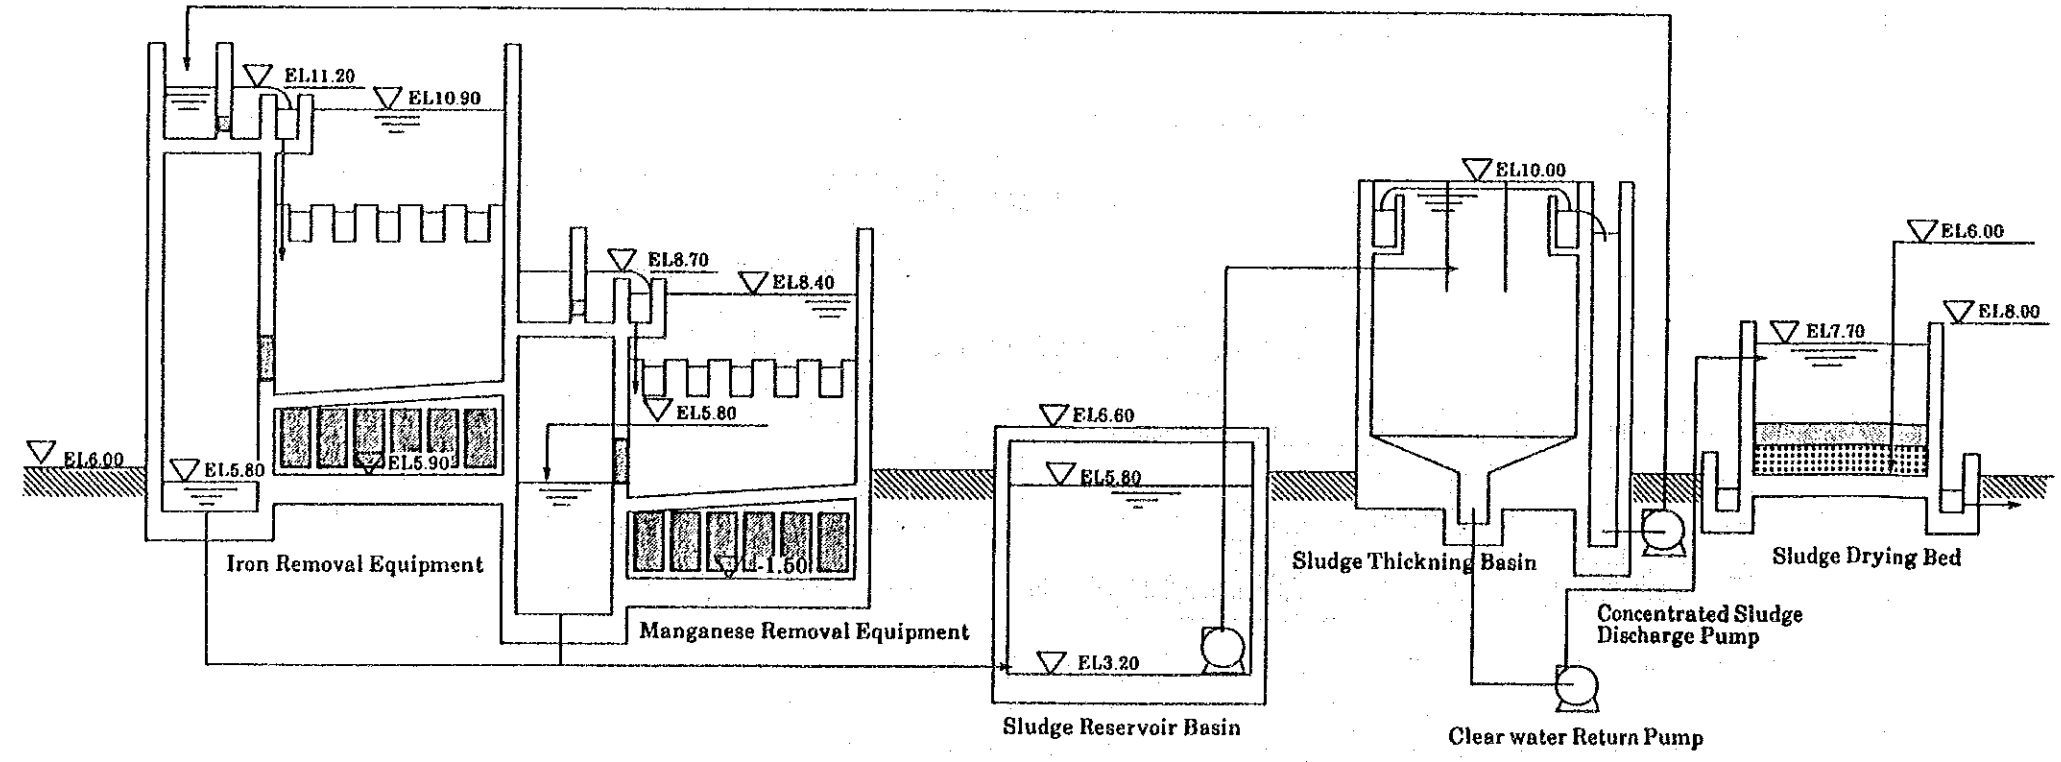 EL11.20
EL10.90
EL10.00
EL6.00
EL8.70
EL8.40
EL8.00
EL7.70
EL5.80
EL6.60
EL6.00
EL5.80
EL5.90
EL5.80
-1.50
Iron Removal Equipment
Sludge Thickning Basin
Sludge Drying Bed
Manganese Removal Equipment
Concentrated Sludge
Discharge Pump
EL3.20
Sludge Reservoir Basin
Clear water Return Pump